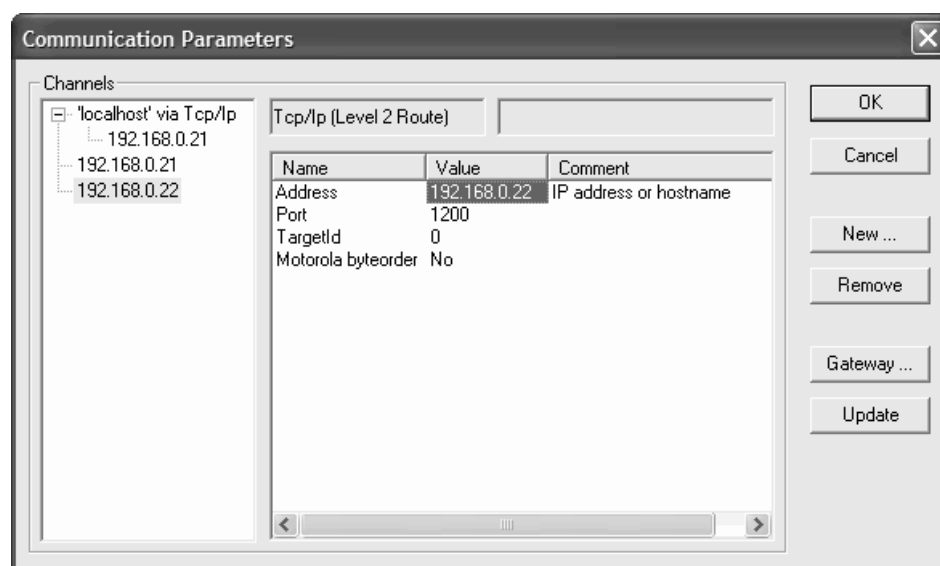 Communication Parameters
Channels
'localhost' via Tcp/Ip
192.168.0.21
192.168.0.21
192.168.0.22
Tcp/Ip (Level 2 Route)
Name Value Comment
Address 192.168.0.22 IP address or hostname
Port 1200
TargetId 0
Motorola byteorder No
OK
Cancel
New ...
Remove
Gateway ...
Update